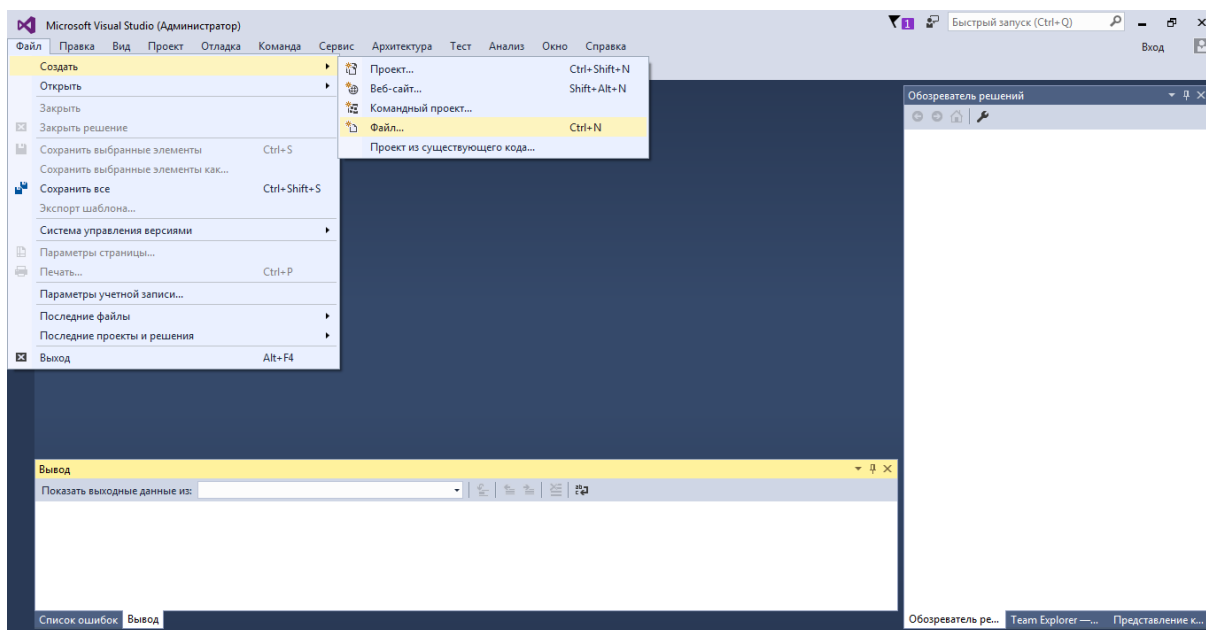 Microsoft Visual Studio (Администратор)
1
Быстрый запуск (Ctrl+Q)
Файл Правка Вид Проект Отладка Команда Сервис Архитектура Тест Анализ Окно Справка
Вход
Создать
Открыть
Закрыть
Закрыть решение
Сохранить выбранные элементы Ctrl+S
Сохранить выбранные элементы как...
Сохранить все Ctrl+Shift+S
Экспорт шаблона...
Система управления версиями
Параметры страницы...
Печать... Ctrl+P
Параметры учетной записи...
Последние файлы
Последние проекты и решения
Выход Alt+F4
Проект... Ctrl+Shift+N
Веб-сайт... Shift+Alt+N
Командный проект...
Файл... Ctrl+N
Проект из существующего кода...
Обозреватель решений
Вывод
Показать выходные данные из:
Список ошибок Вывод
Обозреватель ре... Team Explorer —... Представление к...